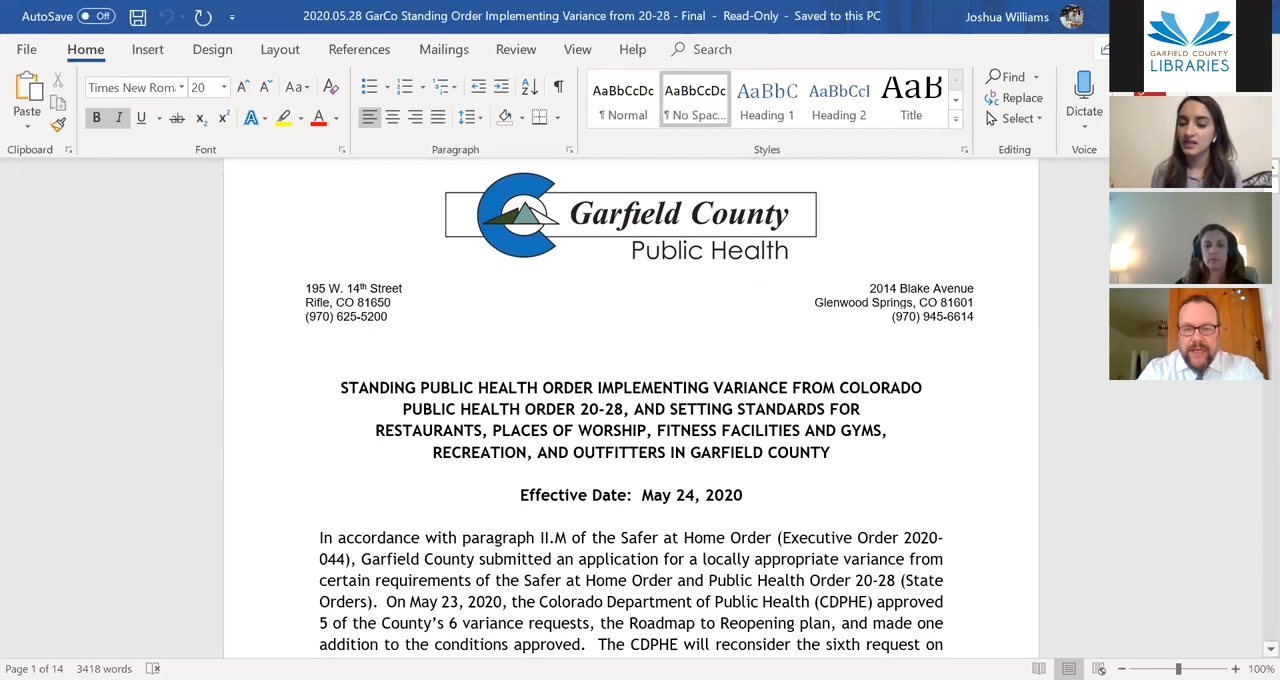 AutoSave Off 2020.05.28 GarCo Standing Order Implementing Variance from 20-28 - Final - Read-Only - Saved to this PC Joshua Williams
File Home Insert Design Layout References Mailings Review View Help Search
Paste
Clipboard
Times New Rom 20
Font
Paragraph
AaBbCcDc AaBbCcDc AaBbC AaBbCcI AaB
¶ Normal ¶ No Spac... Heading 1 Heading 2 Title
Styles
Find
Replace
Select
Editing
Dictate
Voice
GARFIELD COUNTY
LIBRARIES
Garfield County
Public Health
195 W. 14th Street
Rifle, CO 81650
(970) 625-5200
2014 Blake Avenue
Glenwood Springs, CO 81601
(970) 945-6614
STANDING PUBLIC HEALTH ORDER IMPLEMENTING VARIANCE FROM COLORADO
PUBLIC HEALTH ORDER 20-28, AND SETTING STANDARDS FOR
RESTAURANTS, PLACES OF WORSHIP, FITNESS FACILITIES AND GYMS,
RECREATION, AND OUTFITTERS IN GARFIELD COUNTY
Effective Date: May 24, 2020
In accordance with paragraph II.M of the Safer at Home Order (Executive Order 2020-
044), Garfield County submitted an application for a locally appropriate variance from
certain requirements of the Safer at Home Order and Public Health Order 20-28 (State
Orders). On May 23, 2020, the Colorado Department of Public Health (CDPHE) approved
5 of the County's 6 variance requests, the Roadmap to Reopening plan, and made one
addition to the conditions approved. The CDPHE will reconsider the sixth request on
Page 1 of 14 3418 words 100%